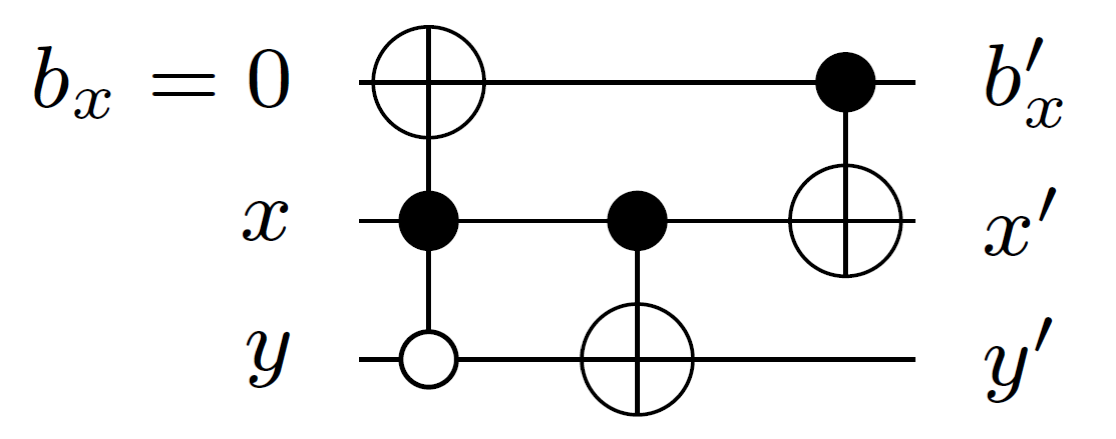 b_x = 0 b′_x
x x′
y y′